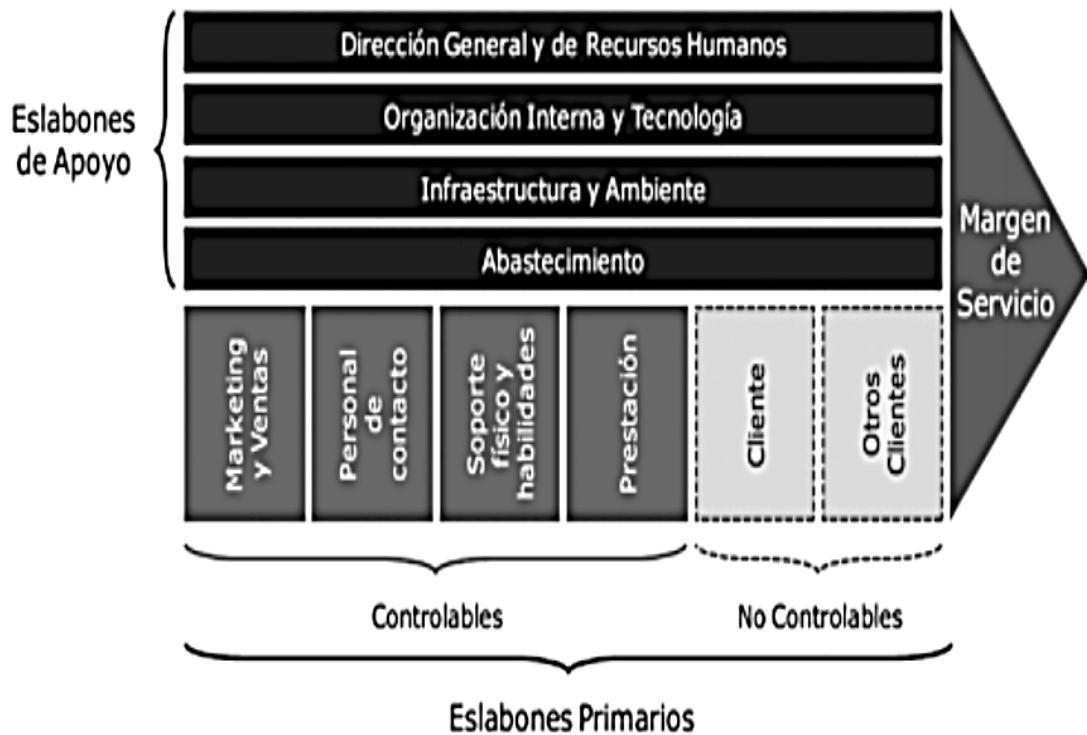 Dirección General y de Recursos Humanos
Organización Interna y Tecnología
Infraestructura y Ambiente
Abastecimiento
Eslabones
de Apoyo
Margen
de
Servicio
Marketing
y Ventas
Personal
de
contacto
Soporte
físico y
habilidades
Prestación
Cliente
Otros
Clientes
Controlables
No Controlables
Eslabones Primarios